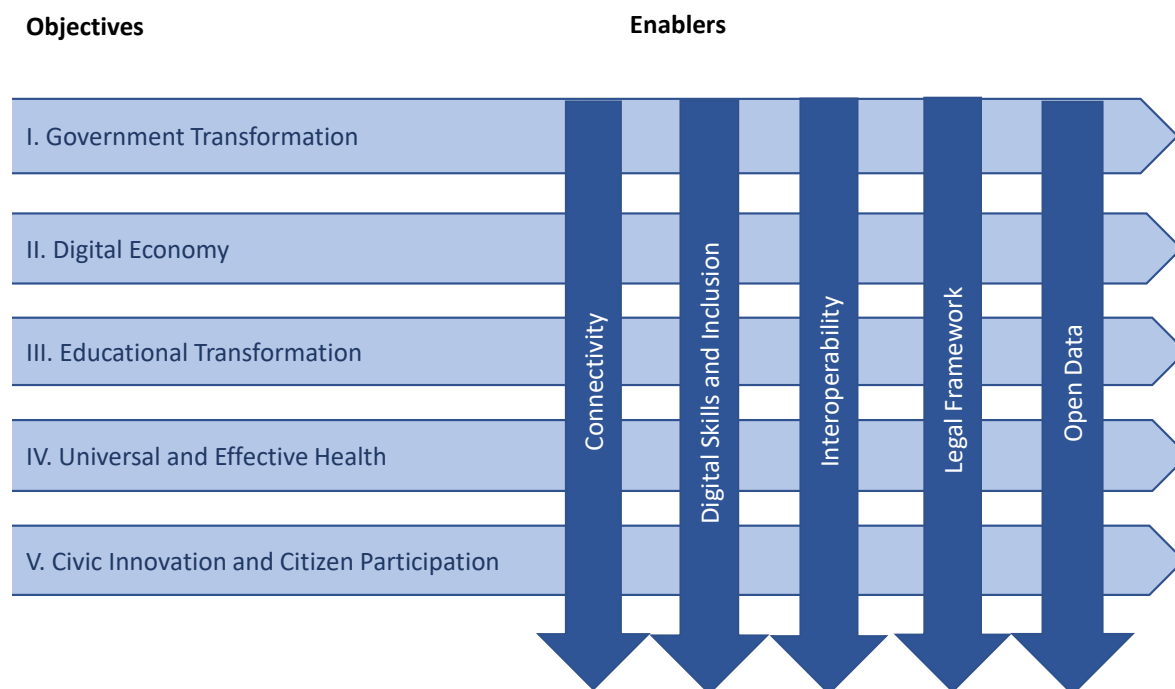 Objectives
Enablers
I. Government Transformation
II. Digital Economy
III. Educational Transformation
IV. Universal and Effective Health
V. Civic Innovation and Citizen Participation
Connectivity
Digital Skills and Inclusion
Interoperability
Legal Framework
Open Data